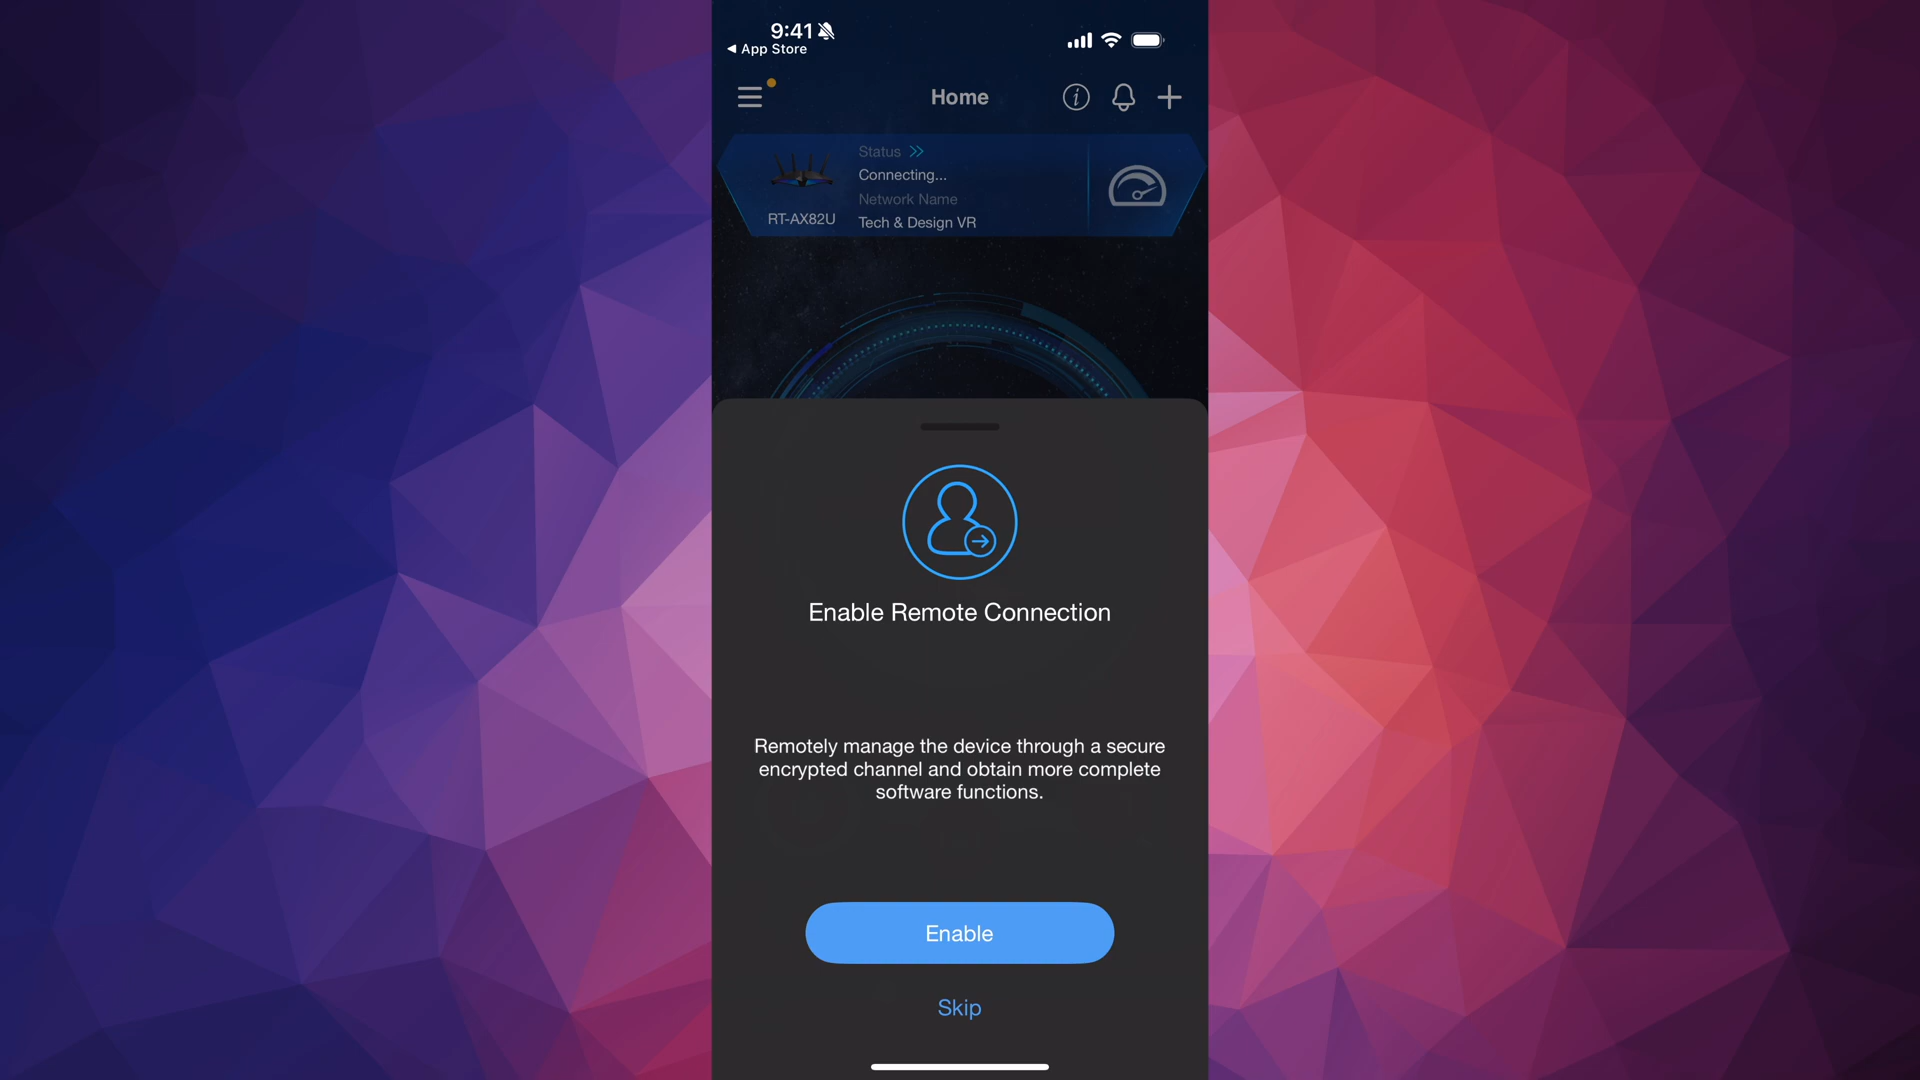 9:41
App Store
Home
Status
Connecting...
Network Name
RT-AX82U
Tech & Design VR
Enable Remote Connection
Remotely manage the device through a secure
encrypted channel and obtain more complete
software functions.
Enable
Skip